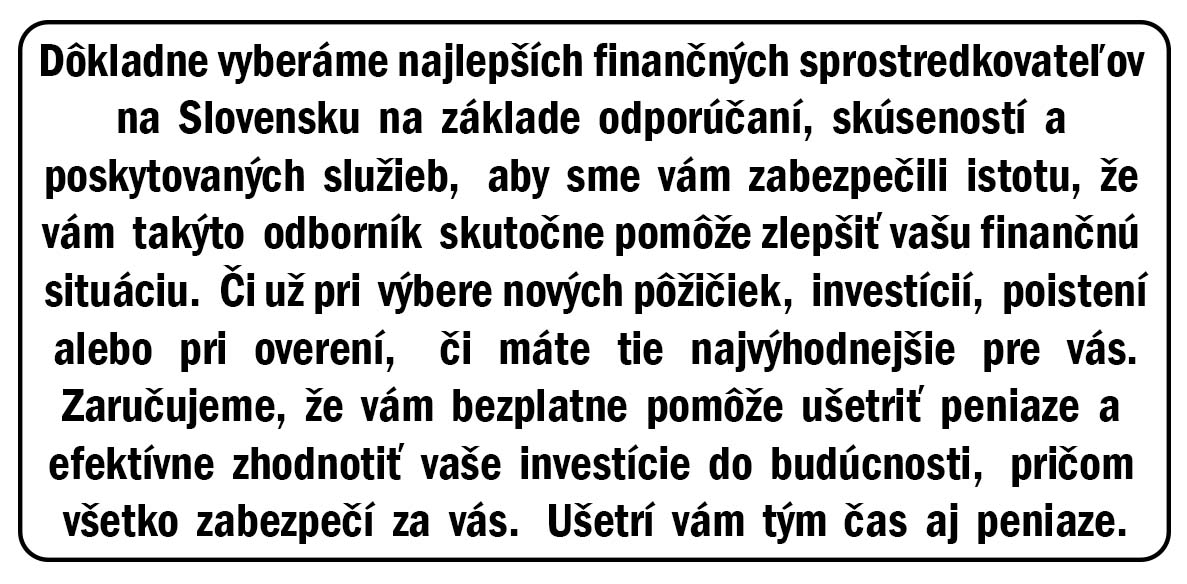 Dôkladne vyberáme najlepších finančných sprostredkovateľov
na Slovensku na základe odporúčaní, skúseností a
poskytovaných služieb, aby sme vám zabezpečili istotu, že
vám takýto odborník skutočne pomôže zlepšiť vašu finančnú
situáciu. Či už pri výbere nových pôžičiek, investícií, poistení
alebo pri overení, či máte tie najvýhodnejšie pre vás.
Zaručujeme, že vám bezplatne pomôže ušetriť peniaze a
efektívne zhodnotiť vaše investície do budúcnosti, pričom
všetko zabezpečí za vás. Ušetrí vám tým čas aj peniaze.